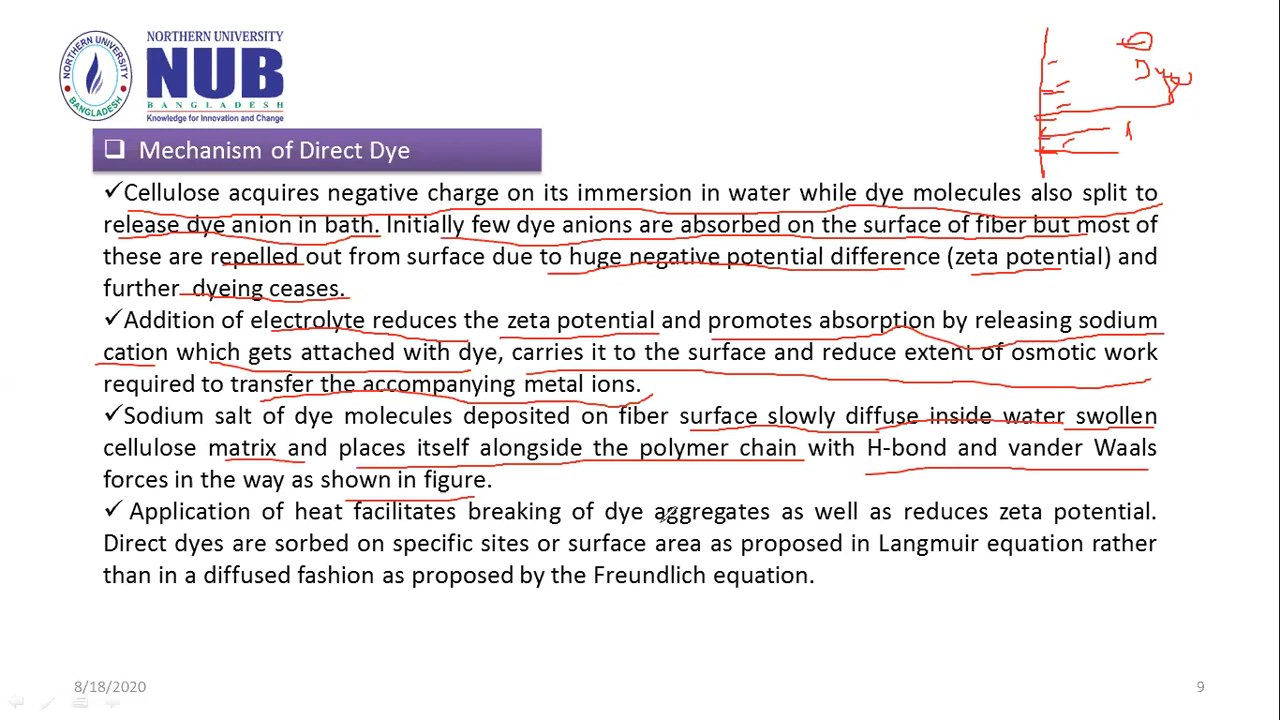 NORTHERN UNIVERSITY BANGLADESH
NORTHERN UNIVERSITY
NUB
BANGLADESH
Knowledge for Innovation and Change
Mechanism of Direct Dye
✓Cellulose acquires negative charge on its immersion in water while dye molecules also split to
release dye anion in bath. Initially few dye anions are absorbed on the surface of fiber but most of
these are repelled out from surface due to huge negative potential difference (zeta potential) and
further dyeing ceases.
✓Addition of electrolyte reduces the zeta potential and promotes absorption by releasing sodium
cation which gets attached with dye, carries it to the surface and reduce extent of osmotic work
required to transfer the accompanying metal ions.
✓Sodium salt of dye molecules deposited on fiber surface slowly diffuse inside water swollen
cellulose matrix and places itself alongside the polymer chain with H-bond and vander Waals
forces in the way as shown in figure.
✓ Application of heat facilitates breaking of dye aggregates as well as reduces zeta potential.
Direct dyes are sorbed on specific sites or surface area as proposed in Langmuir equation rather
than in a diffused fashion as proposed by the Freundlich equation.
8/18/2020
9